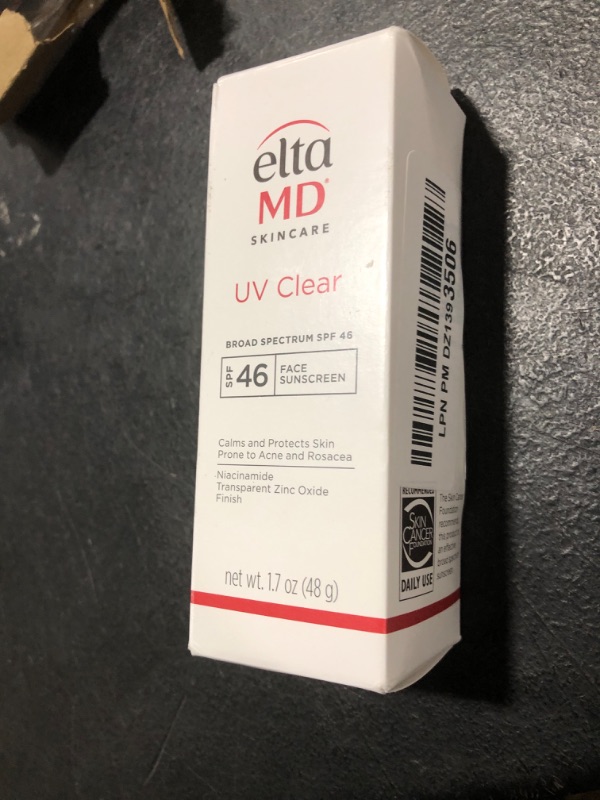 elta
MD
SKINCARE
UV Clear
BROAD SPECTRUM SPF 46
SPF 46 FACE
SUNSCREEN
Calms and Protects Skin
Prone to Acne and Rosacea
Niacinamide
Transparent Zinc Oxide
Finish
net wt. 1.7 oz (48 g)
LPN PM DZ1393506
RECOMMENDED
SKIN
CANCER
FOUNDATION
DAILY USE
The Skin Cancer
Foundation
recommends
this product
an effective
broad spectrum
sunscreen.